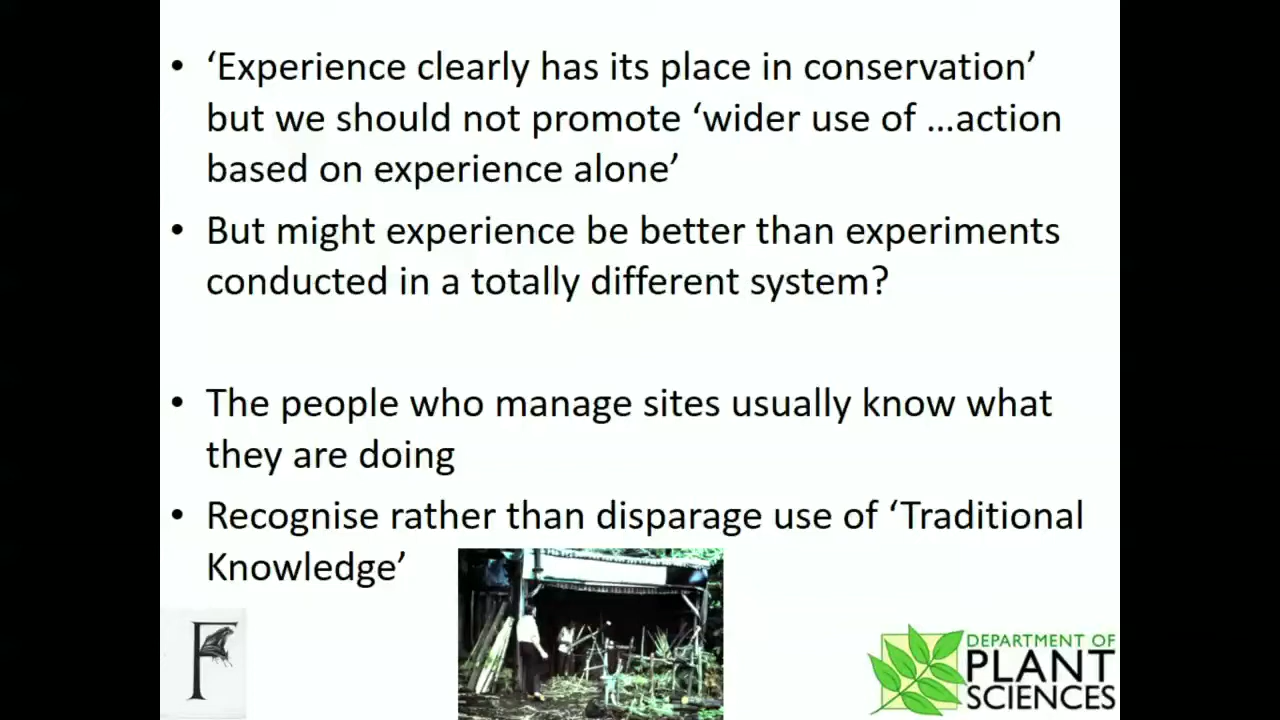 • ‘Experience clearly has its place in conservation’
but we should not promote ‘wider use of …action
based on experience alone’
• But might experience be better than experiments
conducted in a totally different system?
• The people who manage sites usually know what
they are doing
• Recognise rather than disparage use of ‘Traditional
Knowledge’
F
DEPARTMENT OF
PLANT
SCIENCES